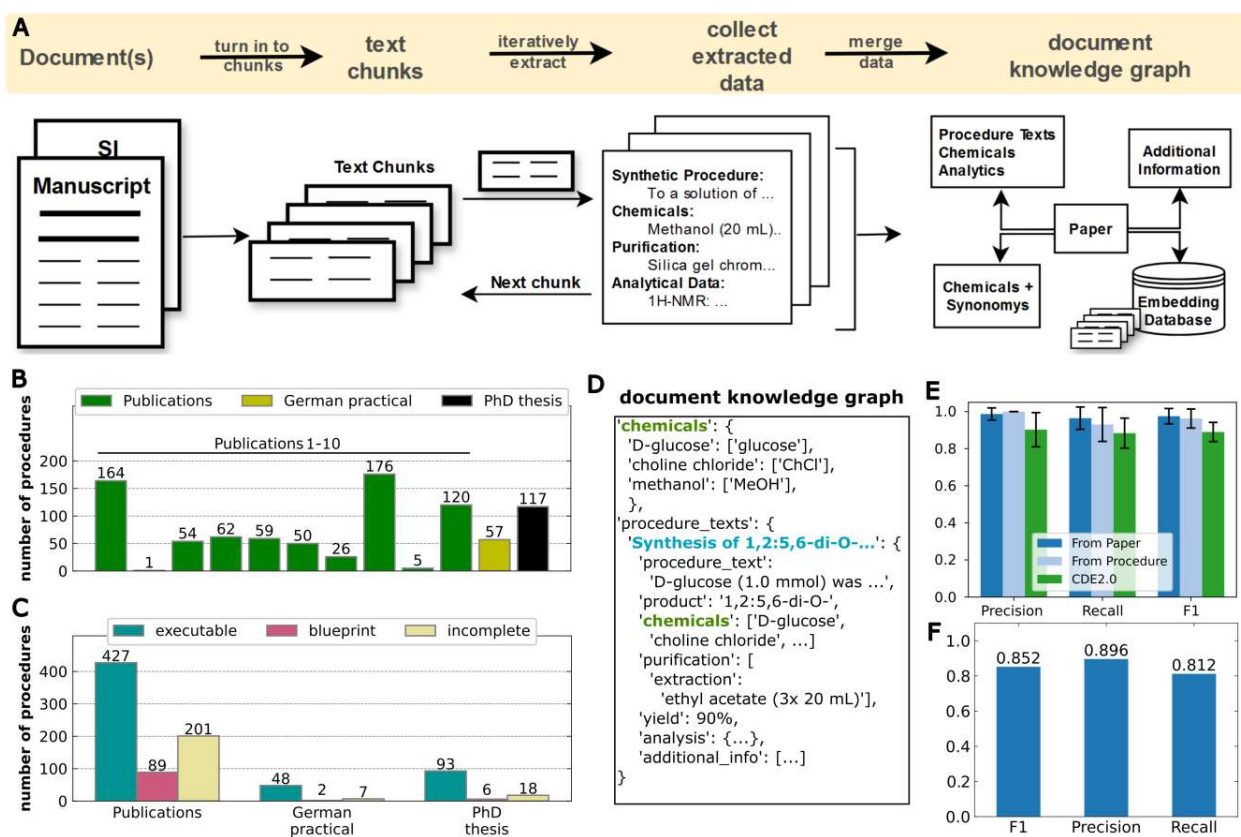 A
Document(s)
turn in to
chunks
text
chunks
iteratively
extract
collect
extracted
data
merge
data
document
knowledge graph
SI
Manuscript
Text Chunks
Next chunk
Synthetic Procedure:
To a solution of ...
Chemicals:
Methanol (20 mL)..
Purification:
Silica gel chrom...
Analytical Data:
1H-NMR: ...
Procedure Texts
Chemicals
Analytics
Additional
Information
Paper
Chemicals +
Synonomys
Embedding
Database
B
Publications
German practical
PhD thesis
Publications 1-10
number of procedures
200
150
100
50
0
164
1
54
62
59
50
26
176
5
120
57
117
C
executable
blueprint
incomplete
number of procedures
400
300
200
100
0
427
89
201
48
2
7
93
6
18
Publications
German
practical
PhD
thesis
D
document knowledge graph
'chemicals': {
'D-glucose': ['glucose'],
'choline chloride': ['ChCl'],
'methanol': ['MeOH'],
},
'procedure_texts': {
'Synthesis of 1,2:5,6-di-O-...': {
'procedure_text':
'D-glucose (1.0 mmol) was ...',
'product': '1,2:5,6-di-O-',
'chemicals': ['D-glucose',
'choline chloride', ...]
'purification': [
'extraction':
'ethyl acetate (3x 20 mL)'],
'yield': 90%,
'analysis': {...},
'additional_info': [...]
}
E
1.0
0.8
0.6
0.4
0.2
0.0
From Paper
From Procedure
CDE2.0
Precision
Recall
F1
F
1.0
0.8
0.6
0.4
0.2
0.0
0.852
0.896
0.812
F1
Precision
Recall